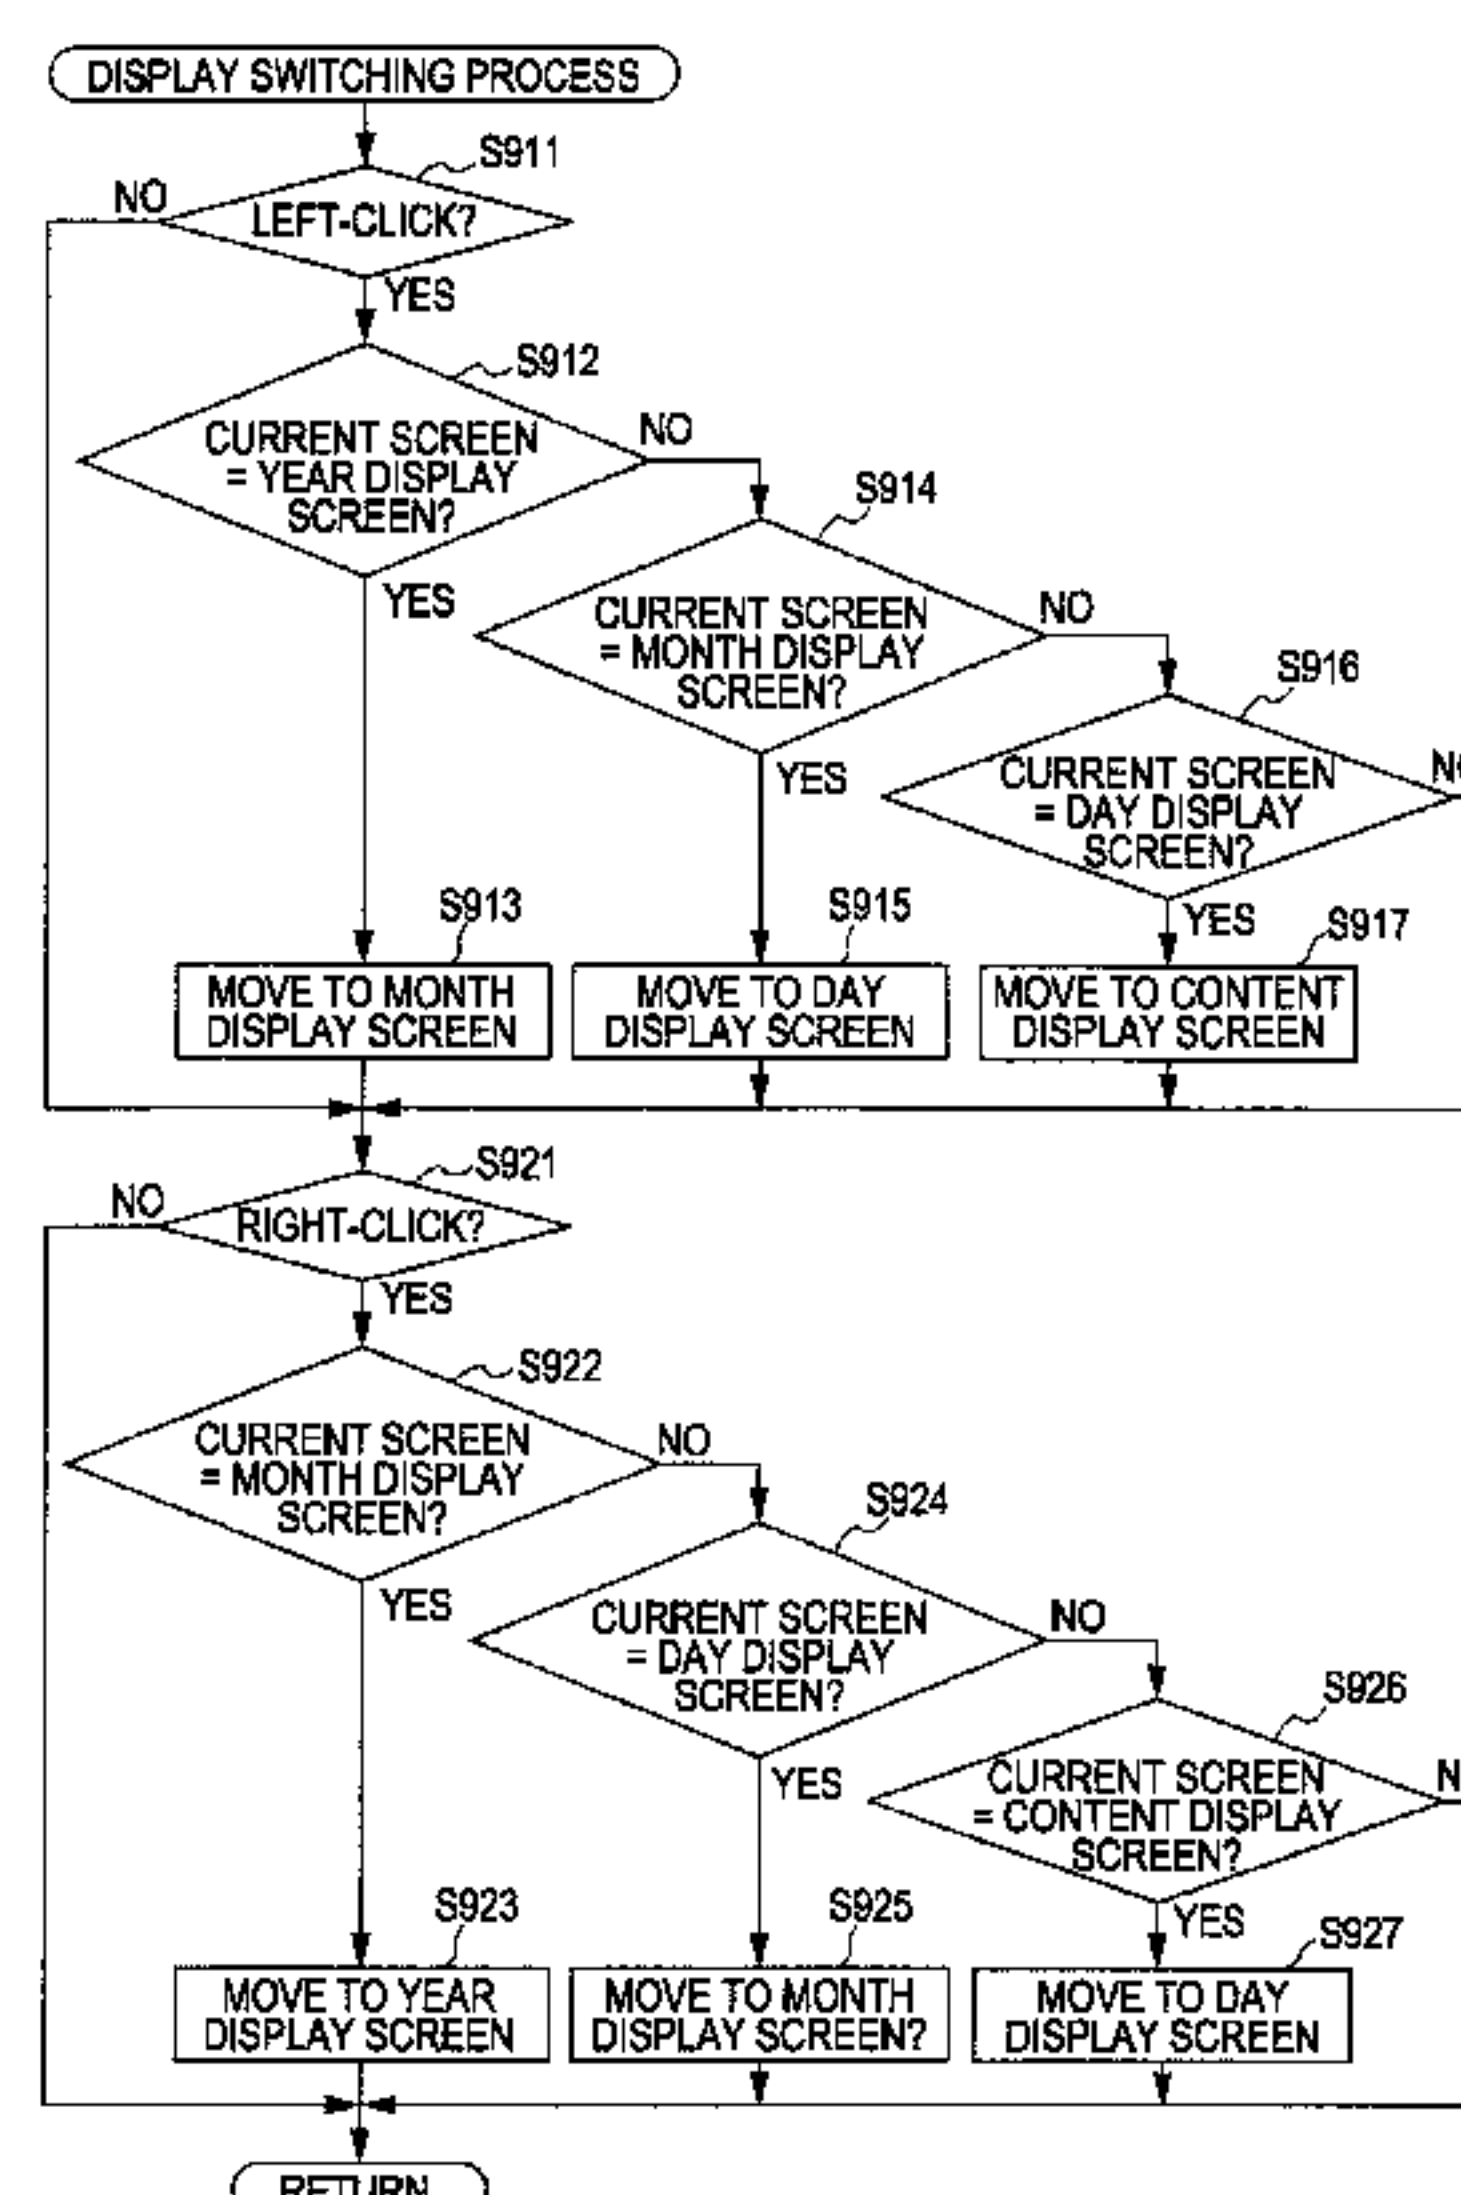 DISPLAY SWITCHING PROCESS
S911
NO
LEFT-CLICK?
YES
S912
CURRENT SCREEN
= YEAR DISPLAY
SCREEN?
NO
YES
S914
CURRENT SCREEN
= MONTH DISPLAY
SCREEN?
NO
YES
S916
CURRENT SCREEN
= DAY DISPLAY
SCREEN?
NO
YES
S913
MOVE TO MONTH
DISPLAY SCREEN
S915
MOVE TO DAY
DISPLAY SCREEN
S917
MOVE TO CONTENT
DISPLAY SCREEN
S921
NO
RIGHT-CLICK?
YES
S922
CURRENT SCREEN
= MONTH DISPLAY
SCREEN?
NO
YES
S924
CURRENT SCREEN
= DAY DISPLAY
SCREEN?
NO
YES
S926
CURRENT SCREEN
= CONTENT DISPLAY
SCREEN?
YES
S923
MOVE TO YEAR
DISPLAY SCREEN
S925
MOVE TO MONTH
DISPLAY SCREEN?
S927
MOVE TO DAY
DISPLAY SCREEN
RETURN